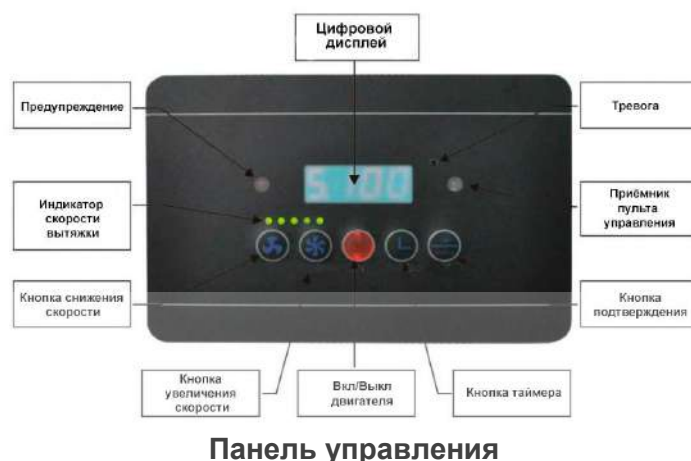 Цифровой
дисплей
Предупреждение
Тревога
5100
Индикатор
скорости
вытяжки
Приёмник
пульта
управления
Кнопка снижения
скорости
Кнопка
подтверждения
Кнопка
увеличения
скорости
Вкл/Выкл
двигателя
Кнопка таймера
Панель управления